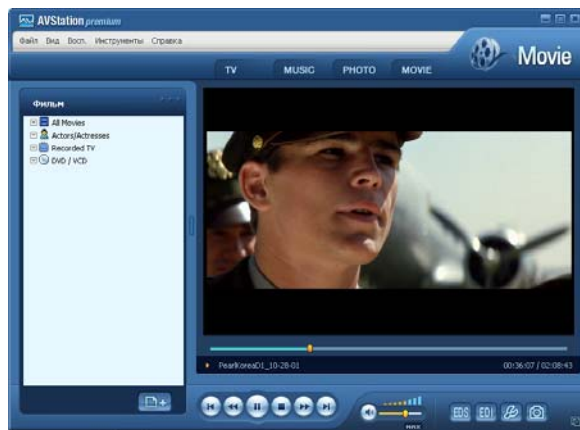 AVStation premium
Файл Вид Восп. Инструменты Справка
TV MUSIC PHOTO MOVIE
Movie
Фильм
All Movies
Actors/Actresses
Recorded TV
DVD / VCD
PearlKoreaD1_10-28-01
00:36:07 / 02:08:43
EDS